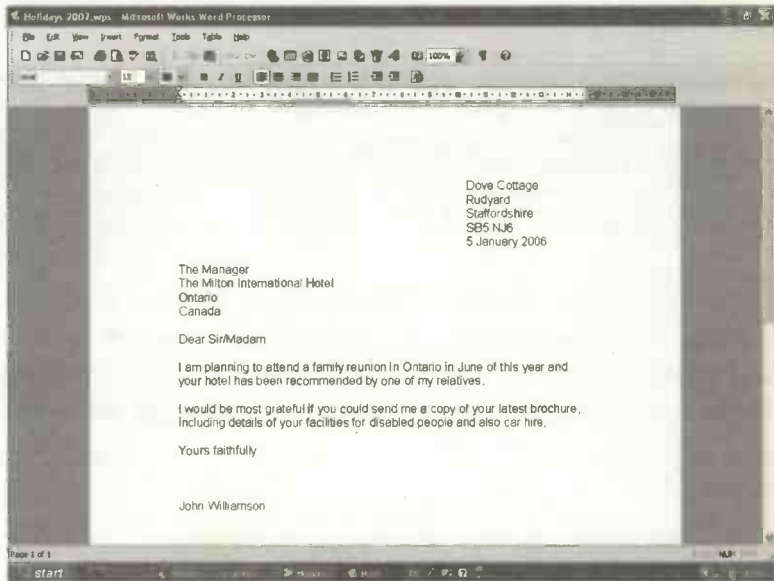 Holidays 2007.wps - Microsoft Works Word Processor
File Edit View Insert Format Tools Table Help
100%
12
Dove Cottage
Rudyard
Staffordshire
SB5 NJ6
5 January 2006
The Manager
The Milton International Hotel
Ontario
Canada
Dear Sir/Madam
I am planning to attend a family reunion in Ontario in June of this year and
your hotel has been recommended by one of my relatives.
I would be most grateful if you could send me a copy of your latest brochure,
including details of your facilities for disabled people and also car hire.
Yours faithfully
John Williamson
Page 1 of 1
NUM
start